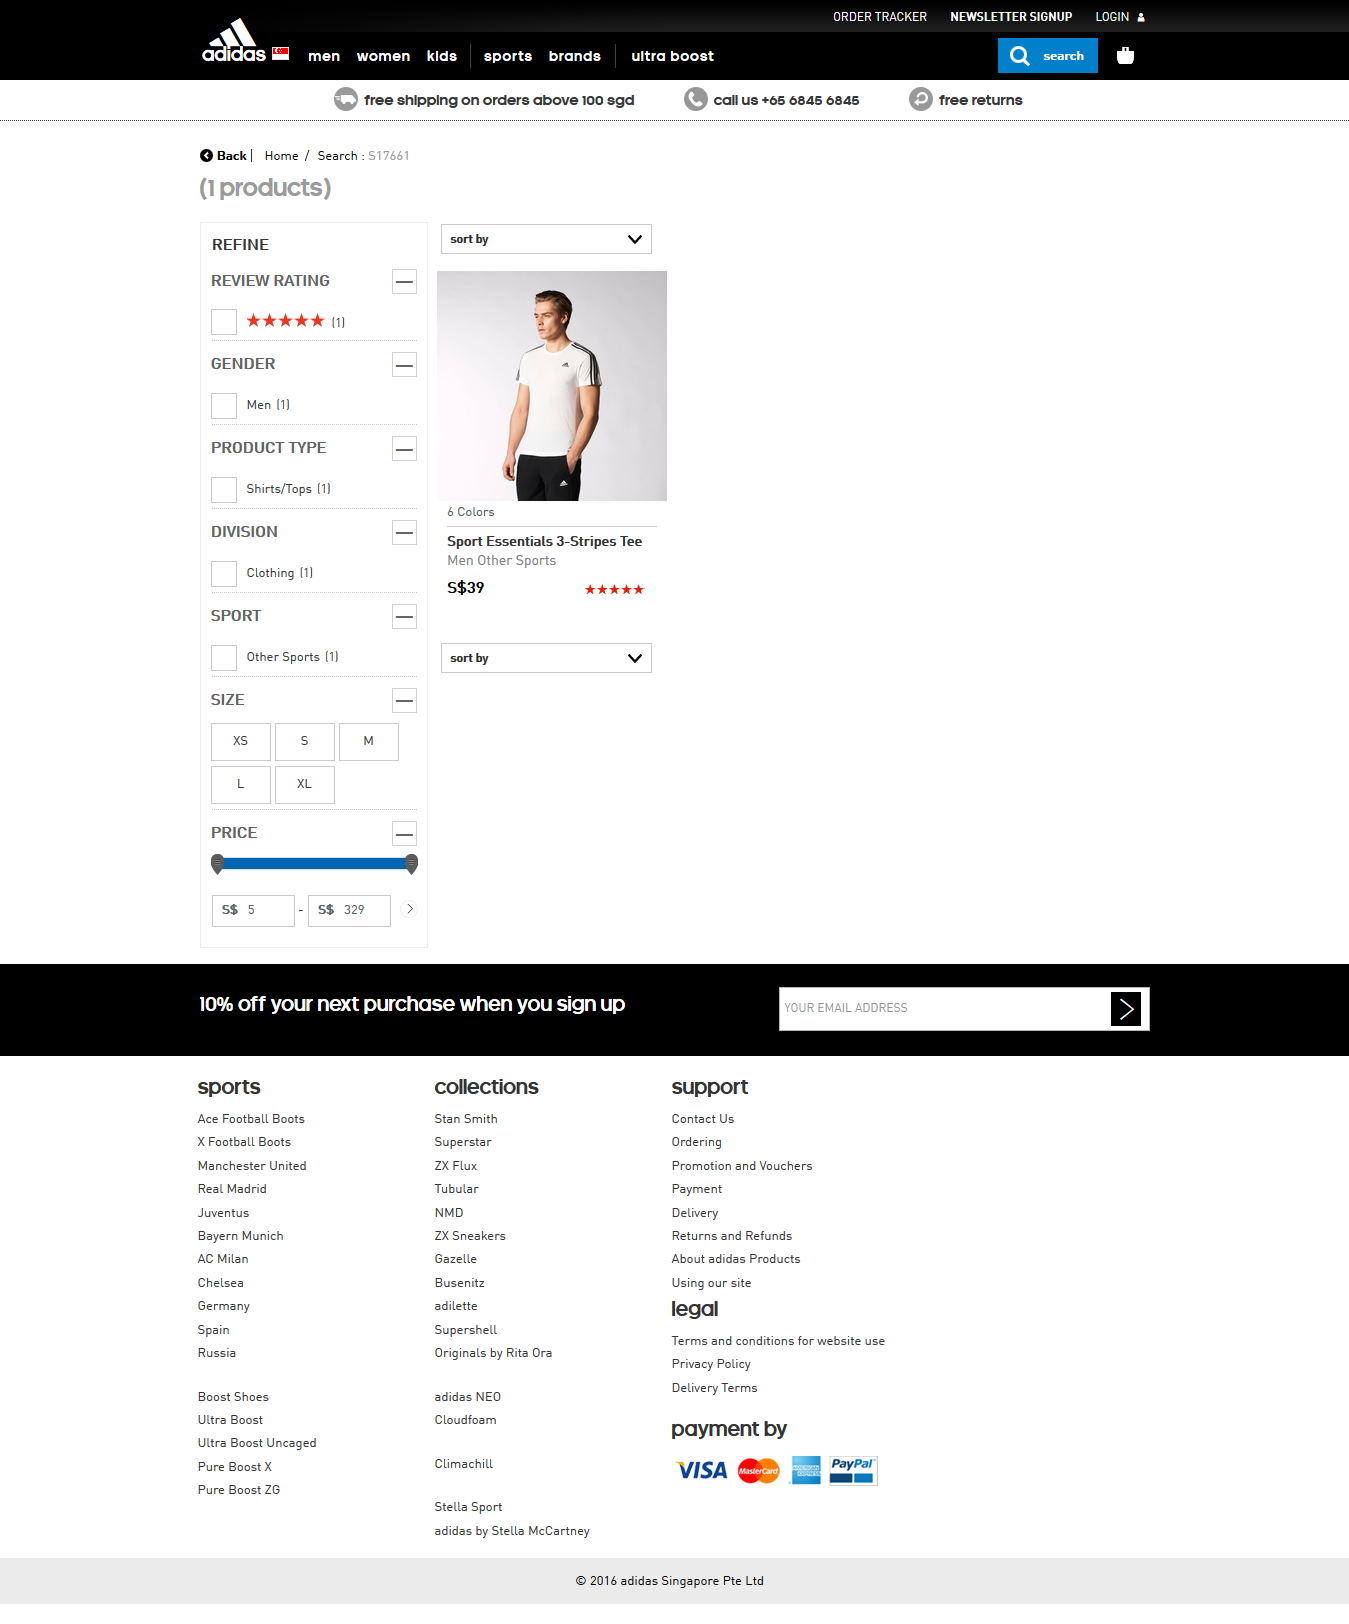 ORDER TRACKER NEWSLETTER SIGNUP LOGIN
adidas men women kids sports brands ultra boost search
free shipping on orders above 100 sgd call us +65 6845 6845 free returns
Back | Home / Search : S17661
(1 products)
REFINE
sort by
REVIEW RATING
(1)
GENDER
Men (1)
PRODUCT TYPE
Shirts/Tops (1)
DIVISION
Clothing (1)
SPORT
Other Sports (1)
SIZE
XS S M
L XL
PRICE
S$ 5 - S$ 329
6 Colors
Sport Essentials 3-Stripes Tee
Men Other Sports
S$39
sort by
10% off your next purchase when you sign up
YOUR EMAIL ADDRESS
sports
Ace Football Boots
X Football Boots
Manchester United
Real Madrid
Juventus
Bayern Munich
AC Milan
Chelsea
Germany
Spain
Russia
Boost Shoes
Ultra Boost
Ultra Boost Uncaged
Pure Boost X
Pure Boost ZG
collections
Stan Smith
Superstar
ZX Flux
Tubular
NMD
ZX Sneakers
Gazelle
Busenitz
adilette
Supershell
Originals by Rita Ora
adidas NEO
Cloudfoam
Climachill
Stella Sport
adidas by Stella McCartney
support
Contact Us
Ordering
Promotion and Vouchers
Payment
Delivery
Returns and Refunds
About adidas Products
Using our site
legal
Terms and conditions for website use
Privacy Policy
Delivery Terms
payment by
VISA MasterCard AMERICAN EXPRESS PayPal
© 2016 adidas Singapore Pte Ltd